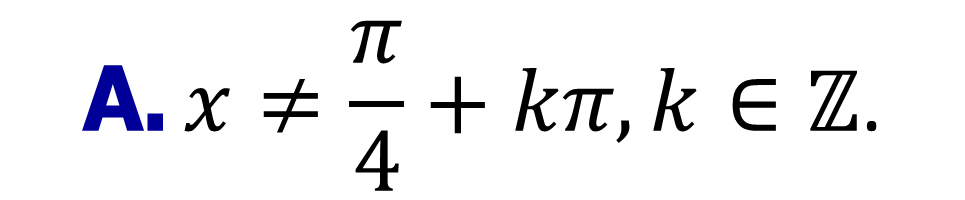 A. x ≠ π/4 + kπ, k ∈ ℤ.